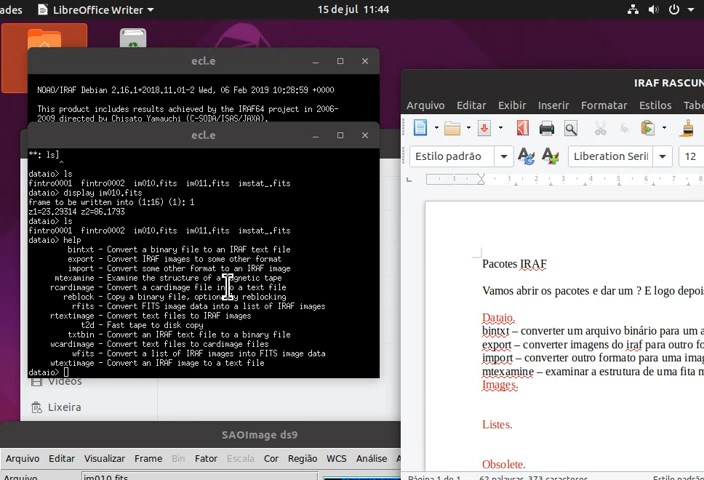 ades LibreOffice Writer 15 de jul 11:44
ecl.e
NOAO/IRAF Debian 2.16.1+2018.11.01-2 Wed, 06 Feb 2019 10:28:59 +0000
This product includes results achieved by the IRAF64 project in 2006-
2009 directed by Chisato Yamauchi (C-SODA/ISAS/JAXA).
ecl.e
**: ls]
^
dataio> ls
fintro0001 fintro0002 im010.fits im011.fits imstat_.fits
dataio> display im010.fits
frame to be written into (1:16) (1): 1
z1=23.29314 z2=86.1793
dataio> ls
fintro0001 fintro0002 im010.fits im011.fits imstat_.fits
dataio> help
bintxt - Convert a binary file to an IRAF text file
export - Convert IRAF images to some other format
import - Convert some other format to an IRAF image
mtexamine - Examine the structure of a magnetic tape
rcardimage - Convert a cardimage file into a text file
reblock - Copy a binary file, optionally reblocking
rfits - Convert FITS image data into a list of IRAF images
rtextimage - Convert text files to IRAF images
t2d - Fast tape to disk copy
txtbin - Convert an IRAF text file to a binary file
wcardimage - Convert text files to cardimage files
wfits - Convert a list of IRAF images into FITS image data
wtextimage - Convert an IRAF image to a text file
dataio>
Vídeos
Lixeira
SAOImage ds9
Arquivo Editar Visualizar Frame Bin Fator Escala Cor Região WCS Análise
Arquivo im010.fits
IRAF RASCUN
Arquivo Editar Exibir Inserir Formatar Estilos Tabe
Estilo padrão Liberation Seri 12
1 1 2 3 4 5 6 7 8
Pacotes IRAF
Vamos abrir os pacotes e dar um ? E logo depois
Dataio.
bintxt – converter um arquivo binário para um a
export – converter imagens do iraf para outro fo
import – converter outro formato para uma imag
mtexamine – examinar a estrutura de uma fita m
Images.
Listes.
Obsolete.
Página 1 de 1 62 palavras, 373 caracteres Estilo padrão